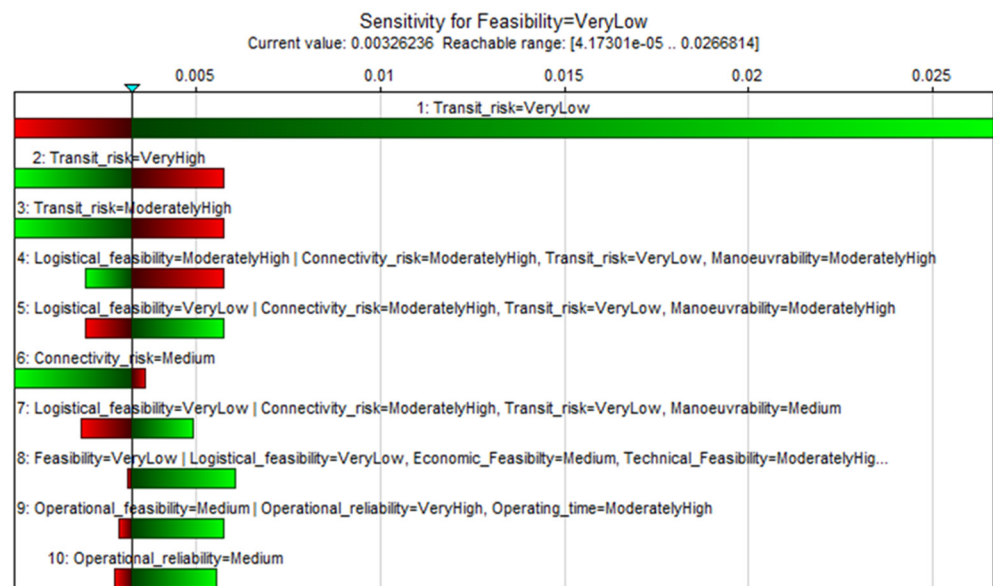 Sensitivity for Feasibility=VeryLow
Current value: 0.00326236 Reachable range: [4.17301e-05 .. 0.0266814]
0.005 0.01 0.015 0.02 0.025
1: Transit_risk=VeryLow
2: Transit_risk=VeryHigh
3: Transit_risk=ModeratelyHigh
4: Logistical_feasibility=ModeratelyHigh | Connectivity_risk=ModeratelyHigh, Transit_risk=VeryLow, Manoeuvrability=ModeratelyHigh
5: Logistical_feasibility=VeryLow | Connectivity_risk=ModeratelyHigh, Transit_risk=VeryLow, Manoeuvrability=ModeratelyHigh
6: Connectivity_risk=Medium
7: Logistical_feasibility=VeryLow | Connectivity_risk=ModeratelyHigh, Transit_risk=VeryLow, Manoeuvrability=Medium
8: Feasibility=VeryLow | Logistical_feasibility=VeryLow, Economic_Feasibilty=Medium, Technical_Feasibility=ModeratelyHig...
9: Operational_feasibility=Medium | Operational_reliability=VeryHigh, Operating_time=ModeratelyHigh
10: Operational_reliability=Medium